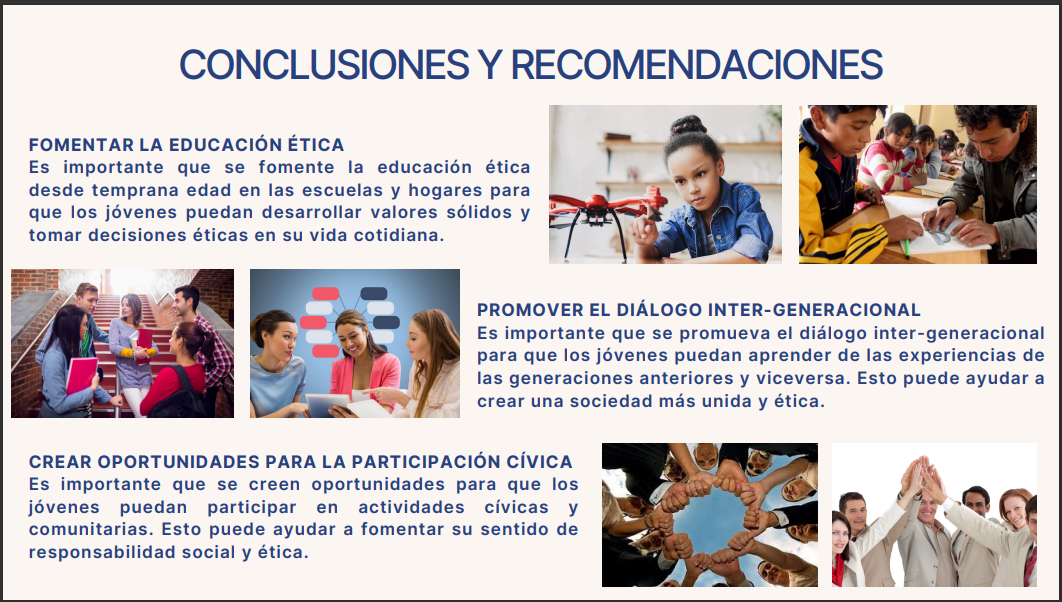 CONCLUSIONES Y RECOMENDACIONES
FOMENTAR LA EDUCACIÓN ÉTICA
Es importante que se fomente la educación ética
desde temprana edad en las escuelas y hogares para
que los jóvenes puedan desarrollar valores sólidos y
tomar decisiones éticas en su vida cotidiana.
PROMOVER EL DIÁLOGO INTER-GENERACIONAL
Es importante que se promueva el diálogo inter-generacional
para que los jóvenes puedan aprender de las experiencias de
las generaciones anteriores y viceversa. Esto puede ayudar a
crear una sociedad más unida y ética.
CREAR OPORTUNIDADES PARA LA PARTICIPACIÓN CÍVICA
Es importante que se creen oportunidades para que los
jóvenes puedan participar en actividades cívicas y
comunitarias. Esto puede ayudar a fomentar su sentido de
responsabilidad social y ética.